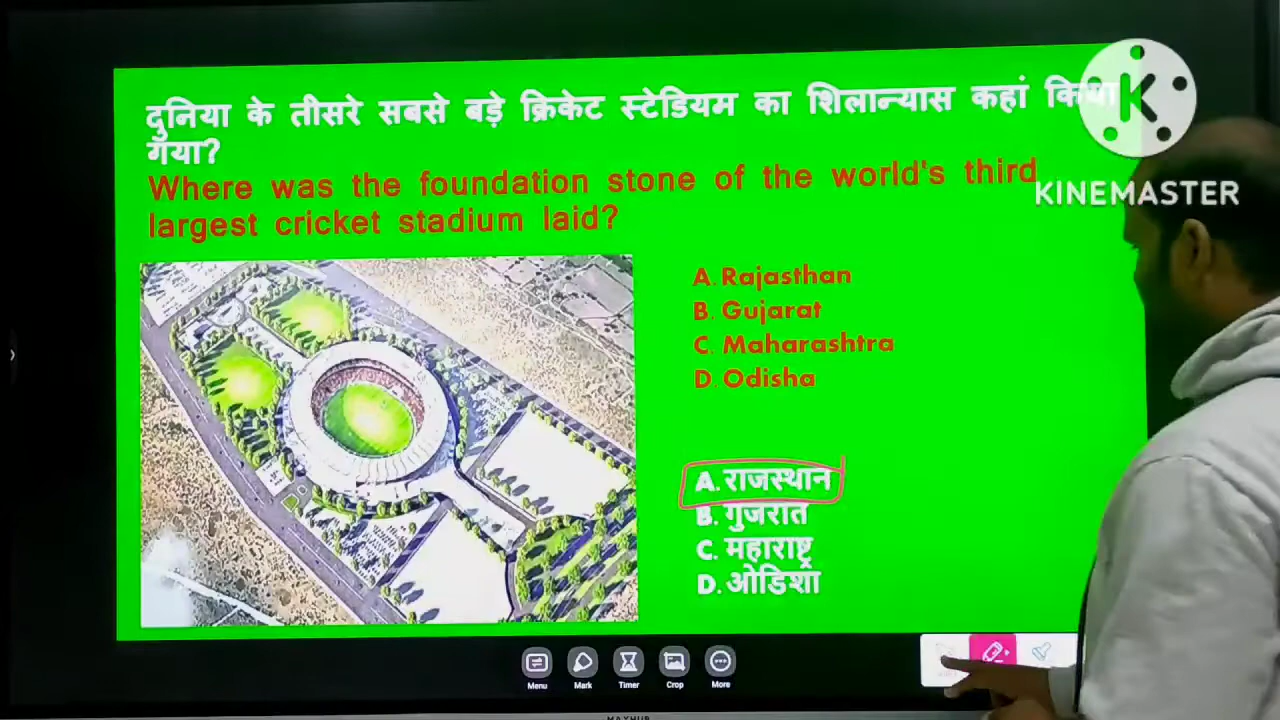 दुनिया के तीसरे सबसे बड़े क्रिकेट स्टेडियम का शिलान्यास कहां किया
गया?
Where was the foundation stone of the world's third
largest cricket stadium laid?
KINEMASTER
A. Rajasthan
B. Gujarat
C. Maharashtra
D. Odisha
A. राजस्थान
B. गुजरात
C. महाराष्ट्र
D. ओडिशा
Menu
Mark
Timer
Crop
More
MAXHUB